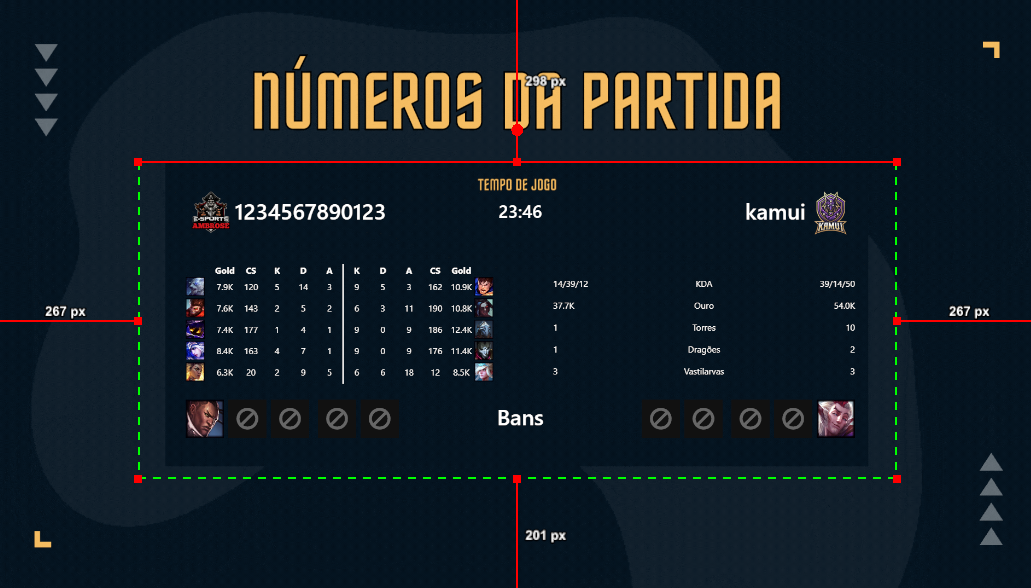 NÚMEROS DA PARTIDA
298 px
TEMPO DE JOGO
E-SPORTS
AMBROSE
1234567890123
23:46
kamui
KAMUI
Gold CS K D A K D A CS Gold
7.9K 120 5 14 3 9 5 3 162 10.9K
7.6K 143 2 5 2 6 3 11 190 10.8K
7.4K 177 1 4 1 9 0 9 186 12.4K
8.4K 163 4 7 1 9 0 9 176 11.4K
6.3K 20 2 9 5 6 6 18 12 8.5K
14/39/12 KDA 39/14/50
37.7K Ouro 54.0K
1 Torres 10
1 Dragões 2
3 Vastilarvas 3
267 px
267 px
Bans
201 px